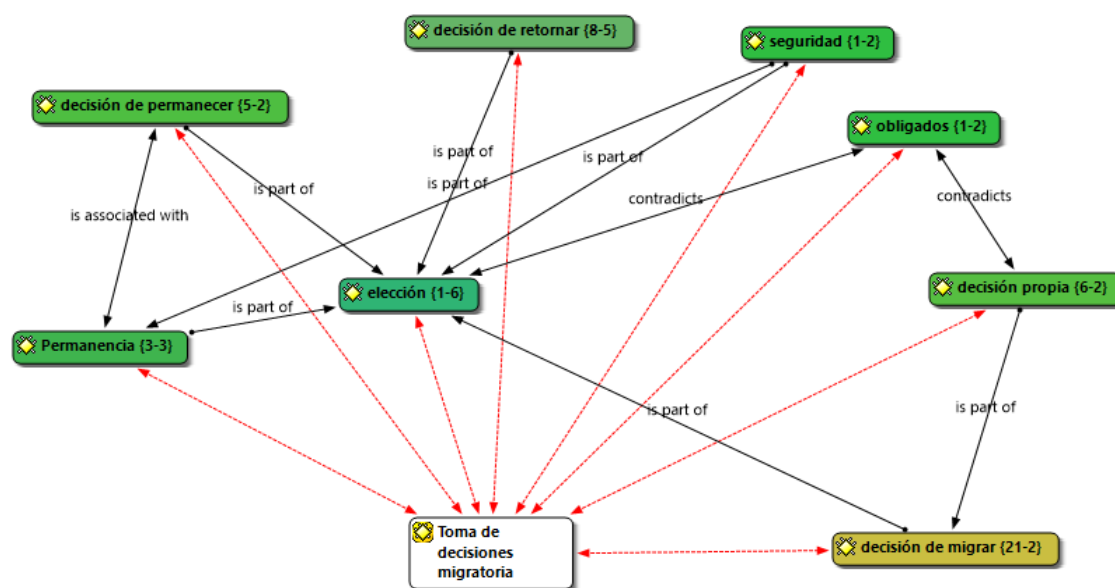 decisión de retornar {8-5}
seguridad {1-2}
decisión de permanecer {5-2}
obligados {1-2}
is part of
is part of
is part of
is part of
contradicts
contradicts
is associated with
elección {1-6}
decisión propia {6-2}
is part of
Permanencia {3-3}
is part of
is part of
Toma de
decisiones
migratoria
decisión de migrar {21-2}